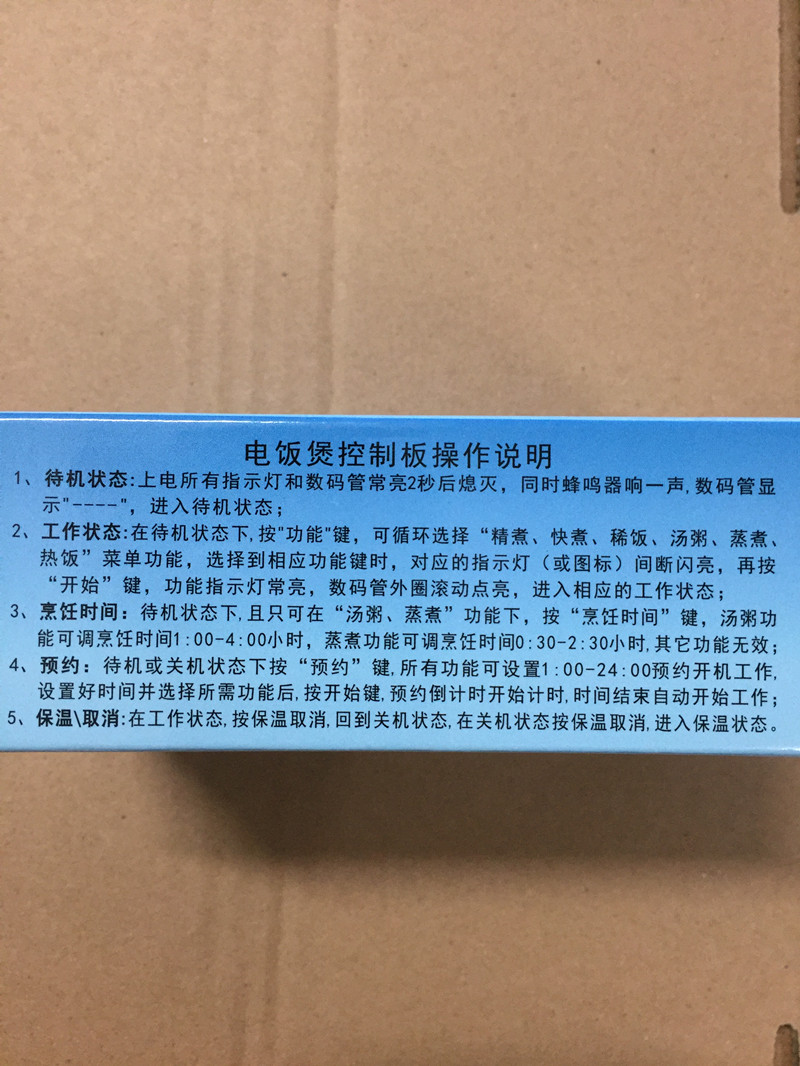 电饭煲控制板操作说明
1、待机状态:上电所有指示灯和数码管常亮2秒后熄灭，同时蜂鸣器响一声,数码管显
示"----"，进入待机状态；
2、工作状态:在待机状态下,按"功能"键，可循环选择“精煮、快煮、稀饭、汤粥、蒸煮、
热饭”菜单功能，选择到相应功能键时，对应的指示灯（或图标）间断闪亮，再按
“开始”键，功能指示灯常亮，数码管外圈滚动点亮，进入相应的工作状态；
3、烹饪时间：待机状态下,且只可在“汤粥、蒸煮”功能下，按“烹饪时间”键，汤粥功
能可调烹饪时间1:00-4:00小时，蒸煮功能可调烹饪时间0:30-2:30小时,其它功能无效；
4、预约：待机或关机状态下按“预约”键,所有功能可设置1:00-24:00预约开机工作,
设置好时间并选择所需功能后,按开始键,预约倒计时开始计时,时间结束自动开始工作；
5、保温\取消:在工作状态,按保温取消,回到关机状态,在关机状态按保温取消,进入保温状态。